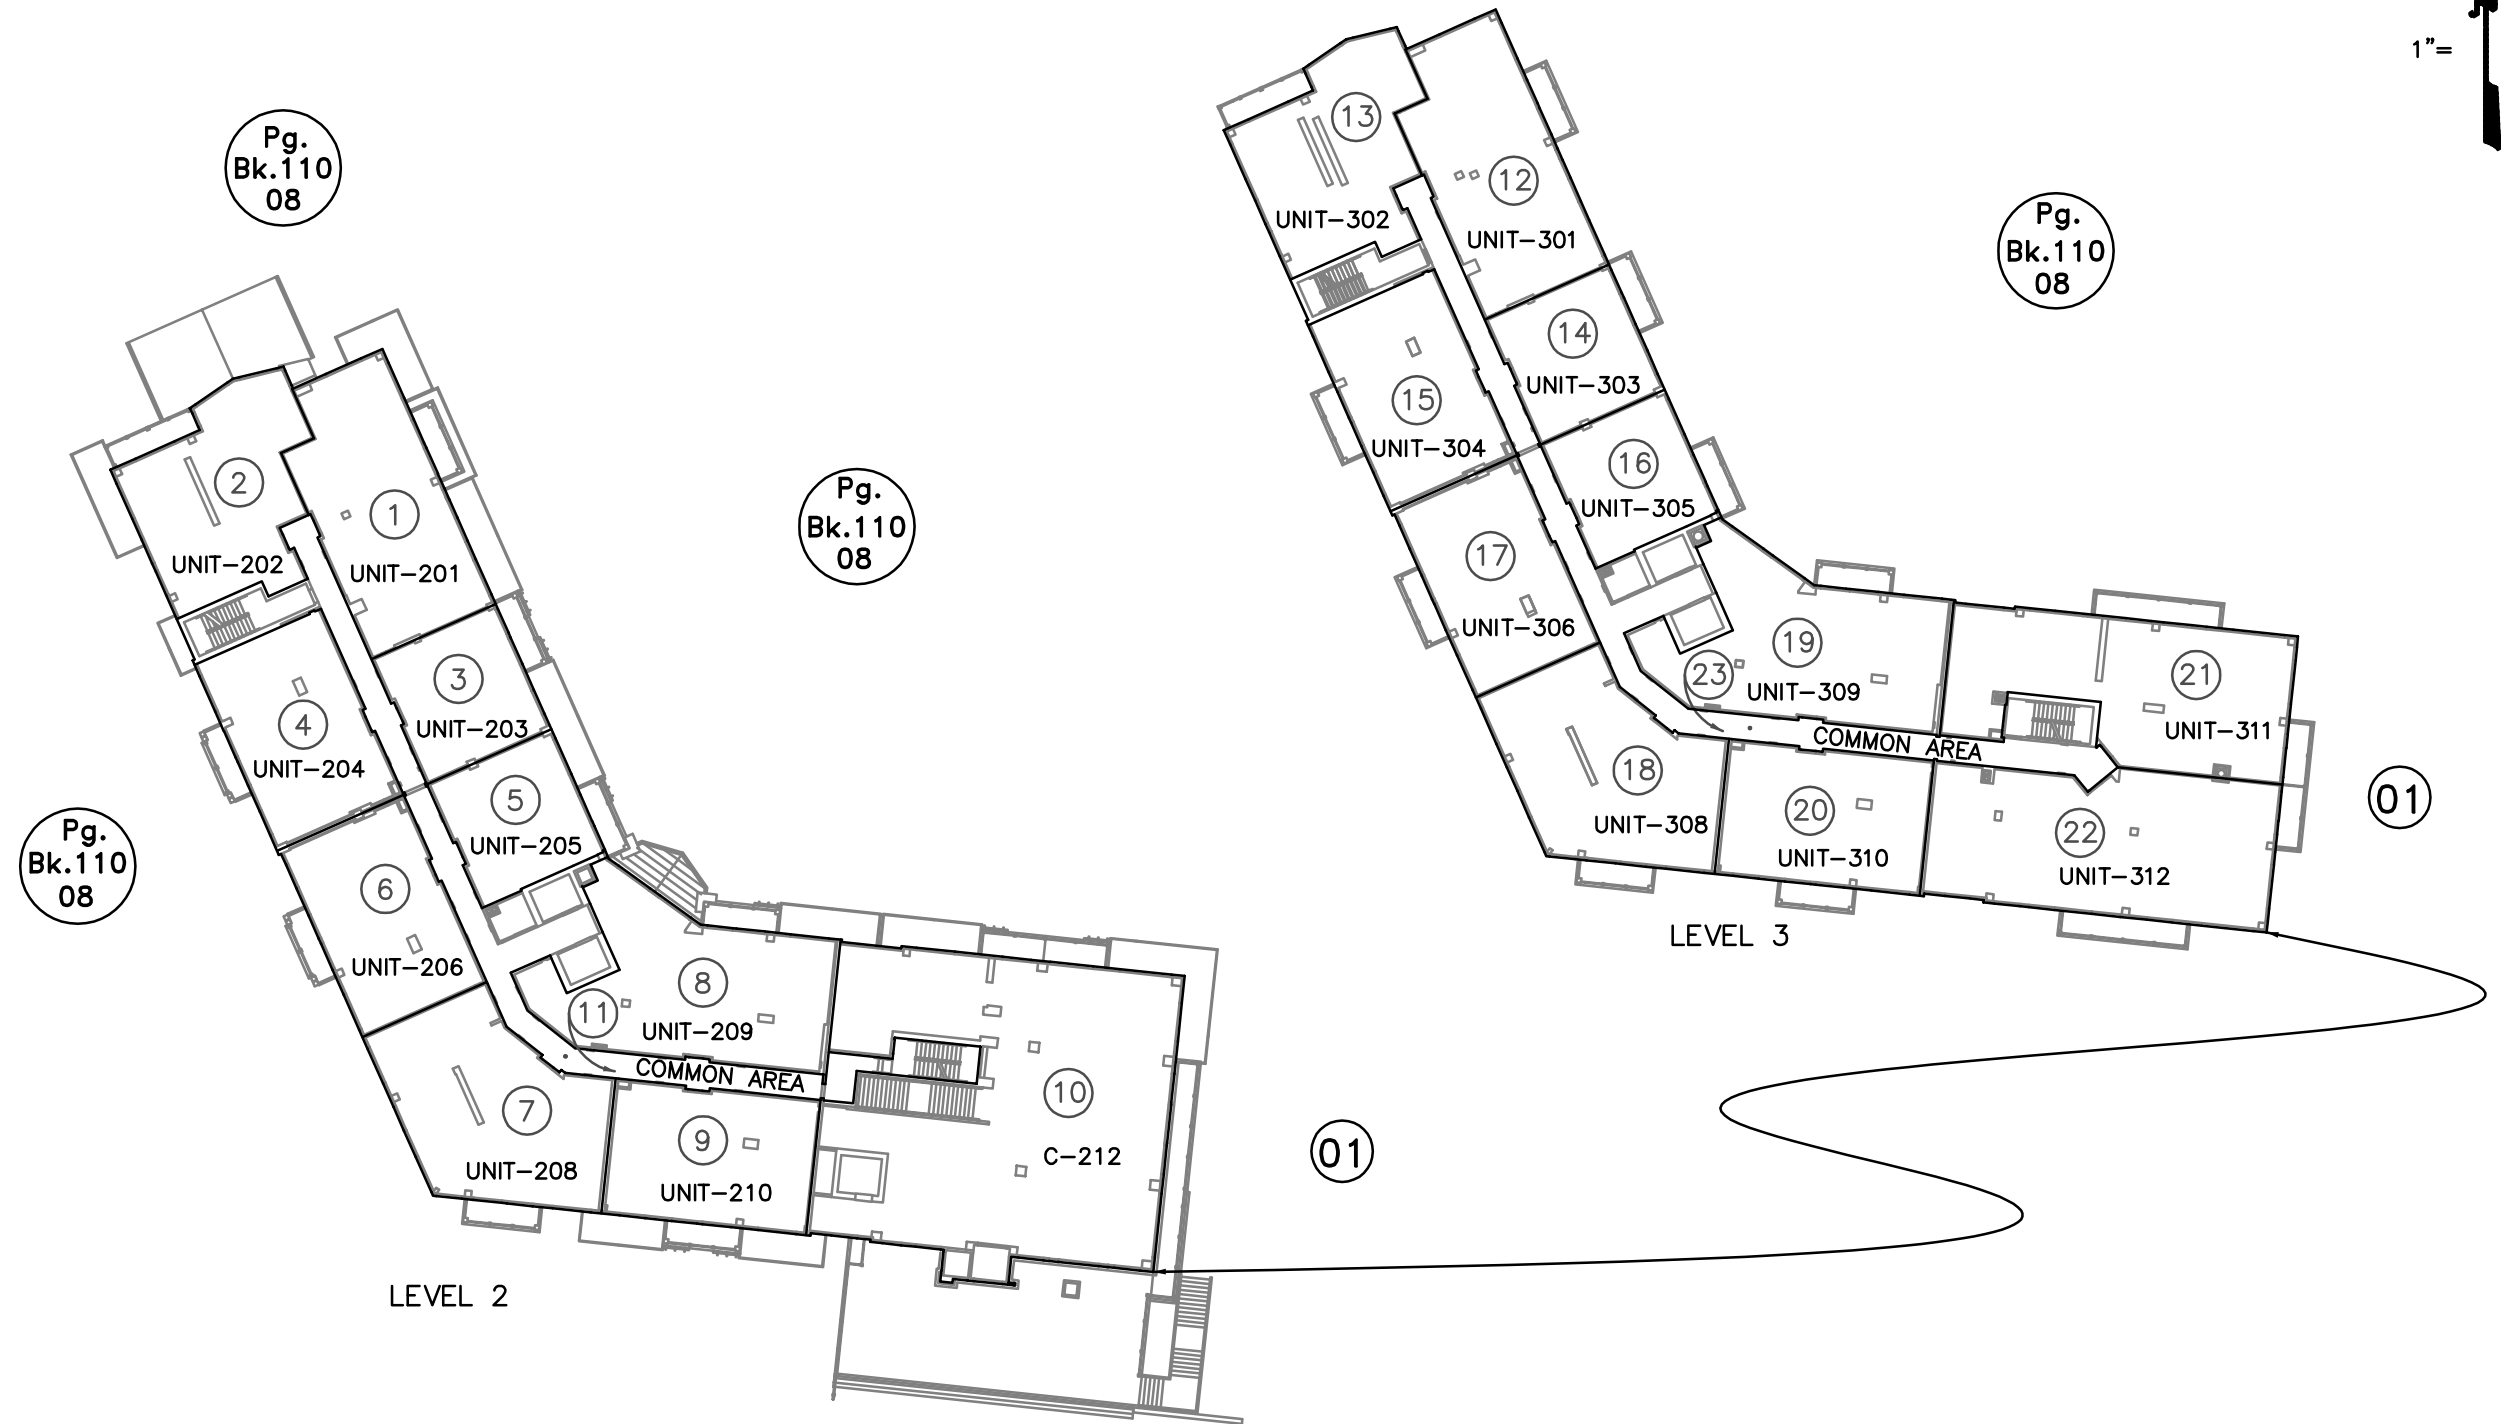 1"=
Pg.
Bk.110
08
13
12
UNIT-302
UNIT-301
Pg.
Bk.110
08
14
UNIT-303
15
UNIT-304
16
UNIT-305
17
UNIT-306
19
UNIT-309
23
21
UNIT-311
COMMON AREA
18
UNIT-308
20
UNIT-310
22
UNIT-312
01
LEVEL 3
Pg.
Bk.110
08
2
UNIT-202
1
UNIT-201
3
UNIT-203
4
UNIT-204
5
UNIT-205
Pg.
Bk.110
08
6
UNIT-206
8
UNIT-209
11
COMMON AREA
10
C-212
7
UNIT-208
9
UNIT-210
01
LEVEL 2